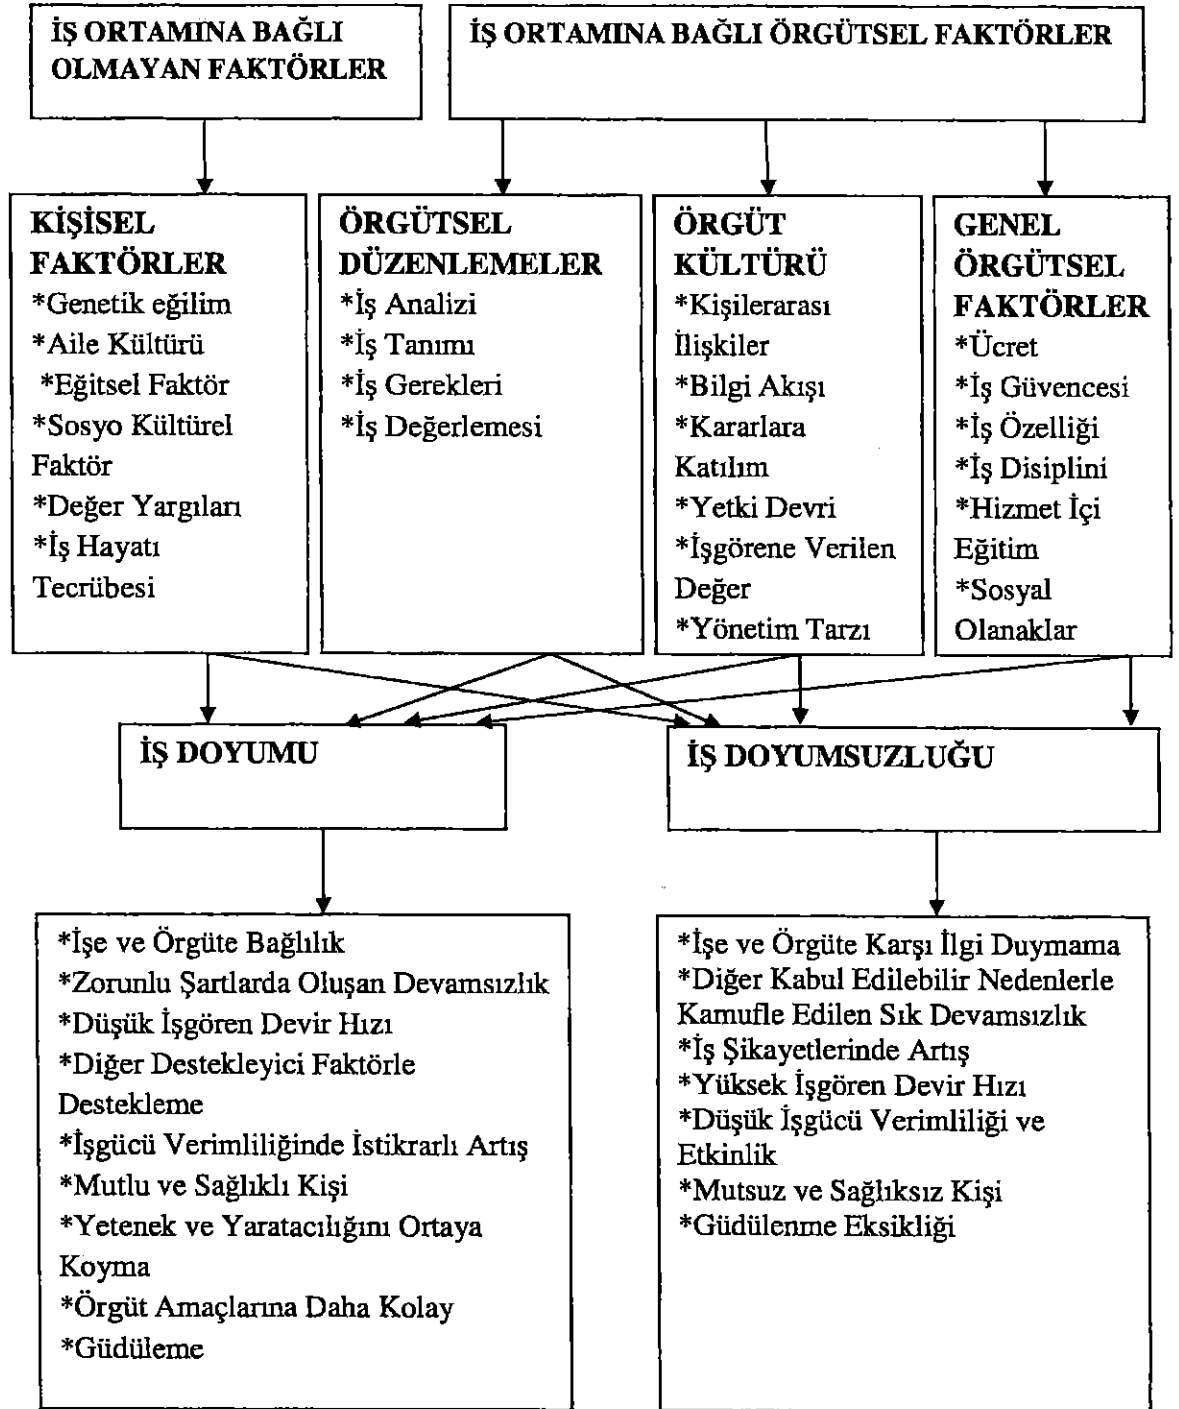 İŞ ORTAMINA BAĞLI
OLMAYAN FAKTÖRLER
İŞ ORTAMINA BAĞLI ÖRGÜTSEL FAKTÖRLER
KİŞİSEL
FAKTÖRLER
*Genetik eğilim
*Aile Kültürü
*Eğitsel Faktör
*Sosyo Kültürel
Faktör
*Değer Yargıları
*İş Hayatı
Tecrübesi
ÖRGÜTSEL
DÜZENLEMELER
*İş Analizi
*İş Tanımı
*İş Gerekleri
*İş Değerlemesi
ÖRGÜT
KÜLTÜRÜ
*Kişilerarası
İlişkiler
*Bilgi Akışı
*Kararlara
Katılım
*Yetki Devri
*İşgörene Verilen
Değer
*Yönetim Tarzı
GENEL
ÖRGÜTSEL
FAKTÖRLER
*Ücret
*İş Güvencesi
*İş Özelliği
*İş Disiplini
*Hizmet İçi
Eğitim
*Sosyal
Olanaklar
İŞ DOYUMU
İŞ DOYUMSUZLUĞU
*İşe ve Örgüte Bağlılık
*Zorunlu Şartlarda Oluşan Devamsızlık
*Düşük İşgören Devir Hızı
*Diğer Destekleyici Faktörle
Destekleme
*İşgücü Verimliliğinde İstikrarlı Artış
*Mutlu ve Sağlıklı Kişi
*Yetenek ve Yaratacılığını Ortaya
Koyma
*Örgüt Amaçlarına Daha Kolay
*Güdüleme
*İşe ve Örgüte Karşı İlgi Duymama
*Diğer Kabul Edilebilir Nedenlerle
Kamufle Edilen Sık Devamsızlık
*İş Şikayetlerinde Artış
*Yüksek İşgören Devir Hızı
*Düşük İşgücü Verimliliği ve
Etkinlik
*Mutsuz ve Sağlıksız Kişi
*Güdülenme Eksikliği